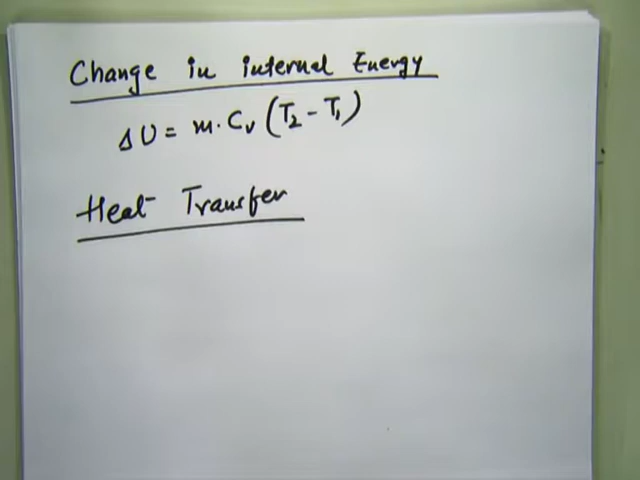 Change in internal Energy
ΔU = m. Cv (T2 - T1)
Heat Transfer